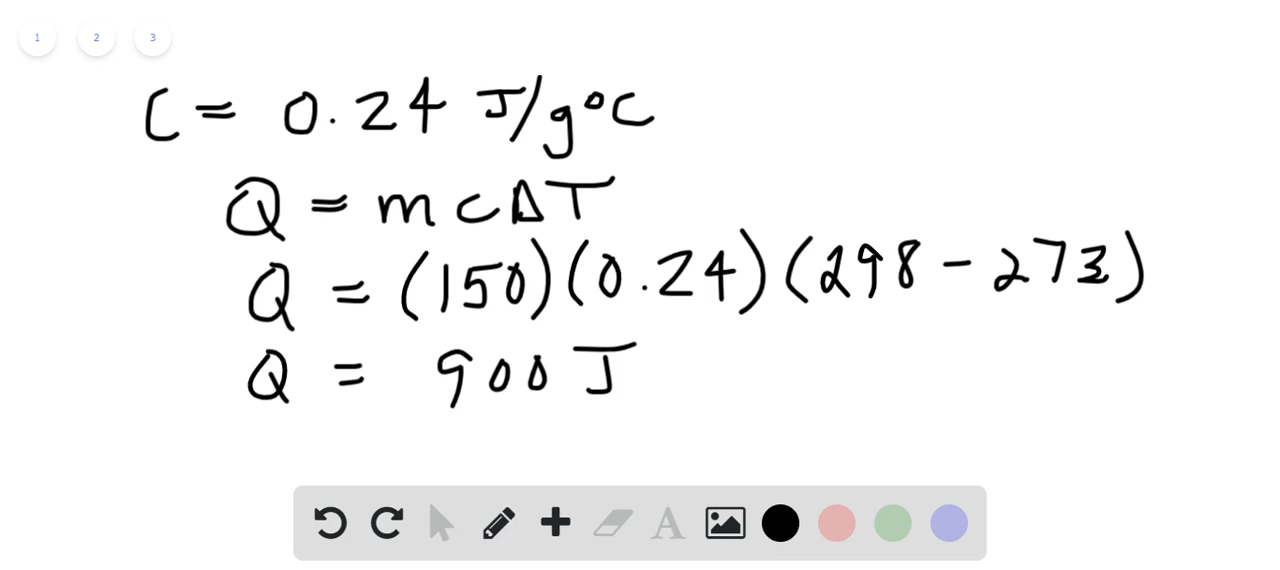 1 2 3
C = 0.24 J/g°C
Q = mcΔT
Q = (150)(0.24)(298-273)
Q = 900 J
A